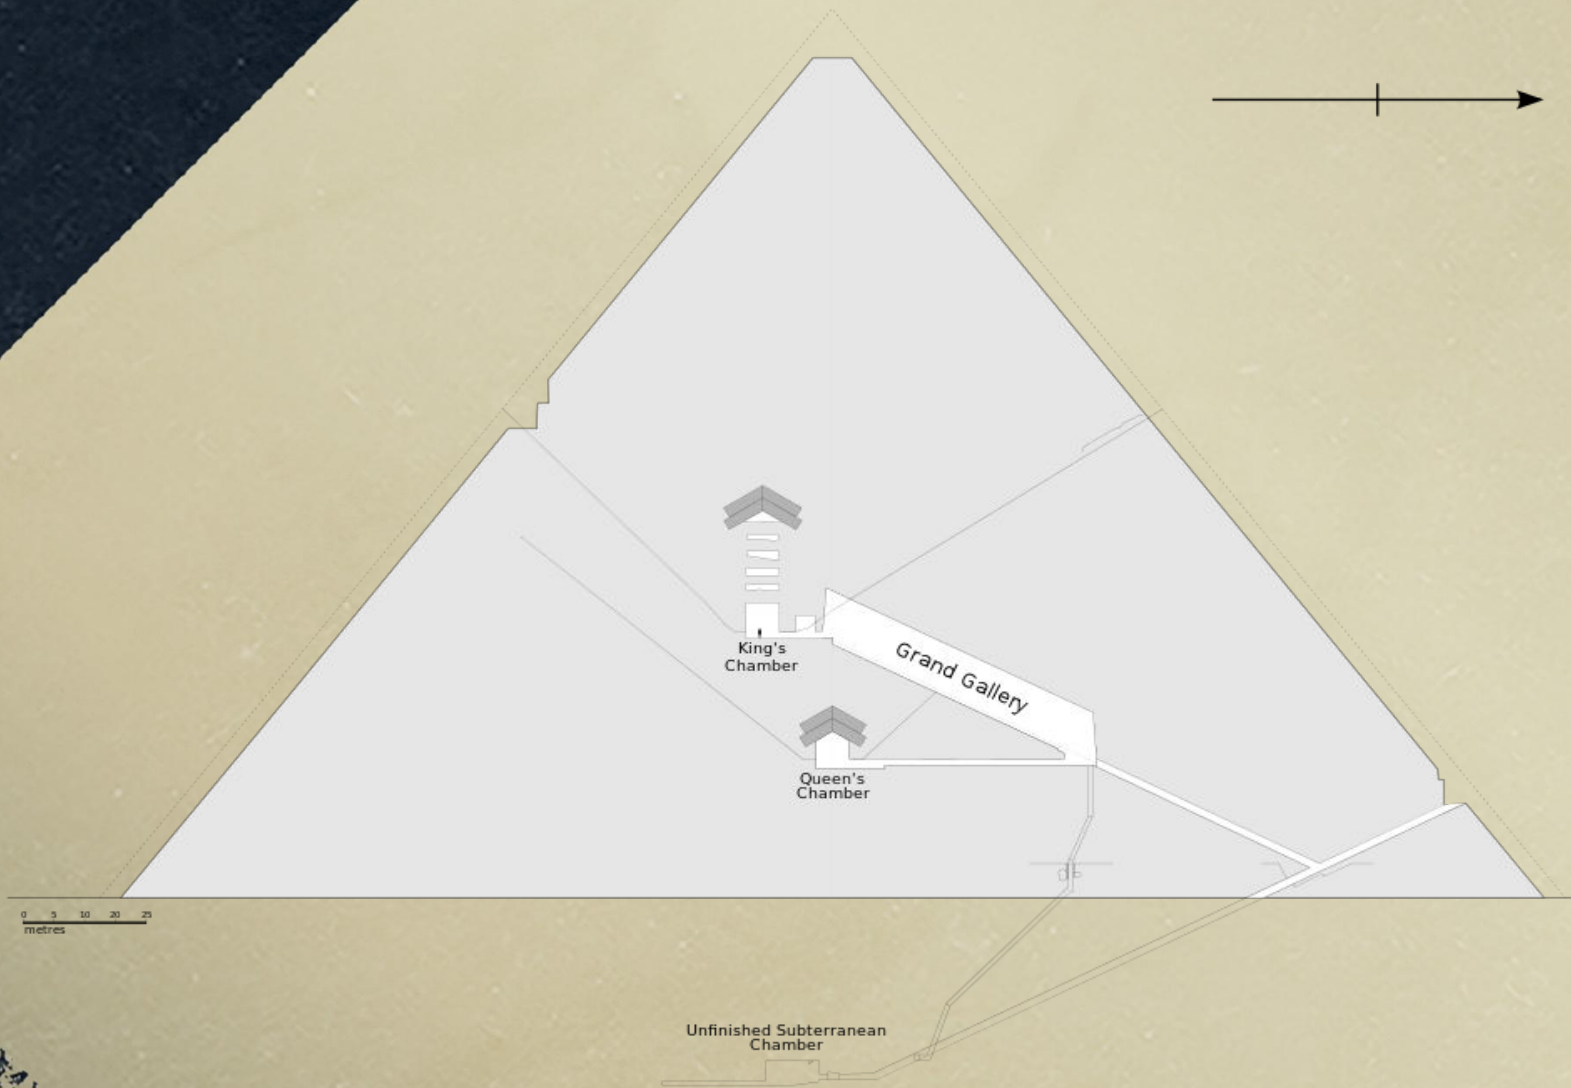 King's
Chamber
Grand Gallery
Queen's
Chamber
0 5 10 20 25
metres
Unfinished Subterranean
Chamber